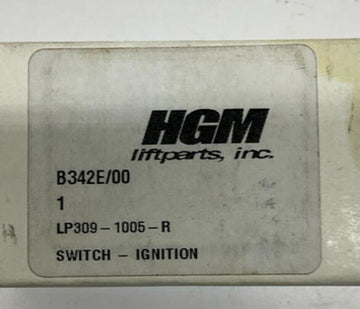 HGM
liftparts, inc.
B342E/00
1
LP309-1005-R
SWITCH - IGNITION